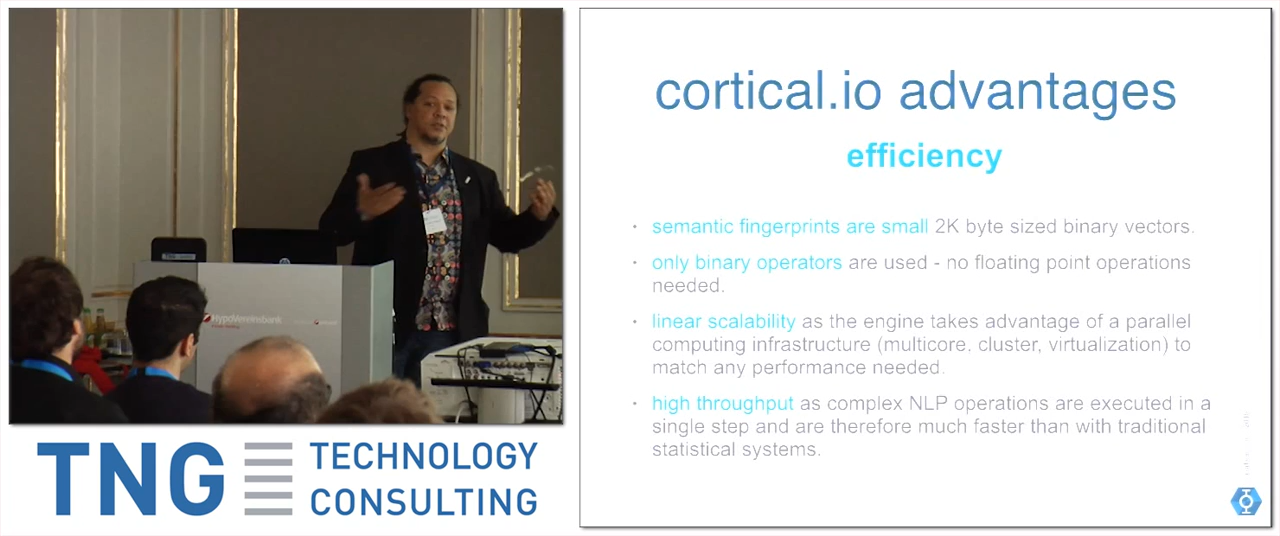 HypoVereinsbank
TNG
TECHNOLOGY
CONSULTING
cortical.io advantages
efficiency
• semantic fingerprints are small 2K byte sized binary vectors.
• only binary operators are used - no floating point operations
needed.
• linear scalability as the engine takes advantage of a parallel
computing infrastructure (multicore, cluster, virtualization) to
match any performance needed.
• high throughput as complex NLP operations are executed in a
single step and are therefore much faster than with traditional
statistical systems.